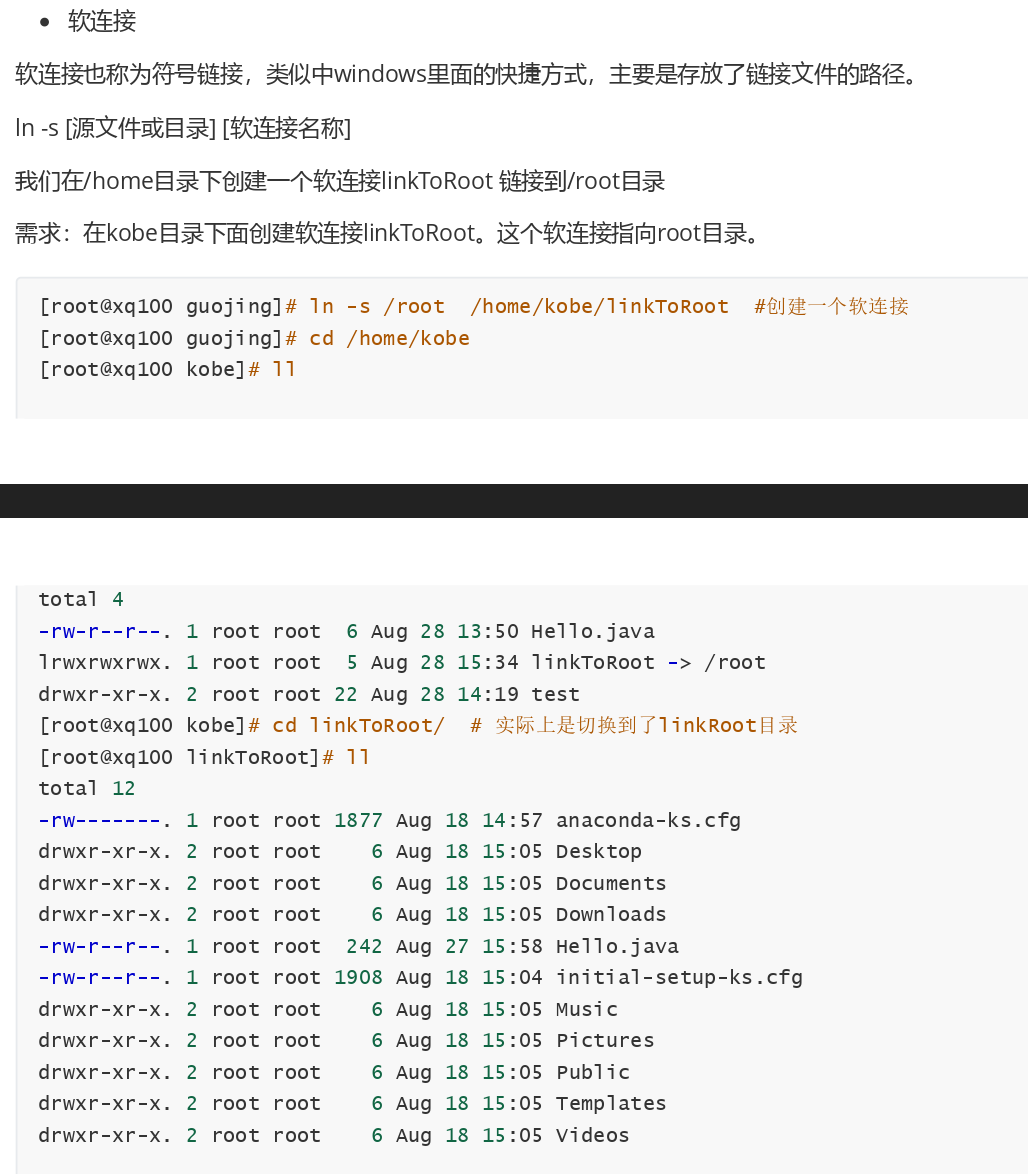 • 软连接
软连接也称为符号链接，类似中windows里面的快捷方式，主要是存放了链接文件的路径。
ln -s [源文件或目录] [软连接名称]
我们在/home目录下创建一个软连接linkToRoot 链接到/root目录
需求：在kobe目录下面创建软连接linkToRoot。这个软连接指向root目录。
[root@xq100 guojing]# ln -s /root  /home/kobe/linkToRoot  #创建一个软连接
[root@xq100 guojing]# cd /home/kobe
[root@xq100 kobe]# ll
total 4
-rw-r--r--. 1 root root  6 Aug 28 13:50 Hello.java
lrwxrwxrwx. 1 root root  5 Aug 28 15:34 linkToRoot -> /root
drwxr-xr-x. 2 root root 22 Aug 28 14:19 test
[root@xq100 kobe]# cd linkToRoot/  # 实际上是切换到了linkRoot目录
[root@xq100 linkToRoot]# ll
total 12
-rw-------. 1 root root 1877 Aug 18 14:57 anaconda-ks.cfg
drwxr-xr-x. 2 root root    6 Aug 18 15:05 Desktop
drwxr-xr-x. 2 root root    6 Aug 18 15:05 Documents
drwxr-xr-x. 2 root root    6 Aug 18 15:05 Downloads
-rw-r--r--. 1 root root  242 Aug 27 15:58 Hello.java
-rw-r--r--. 1 root root 1908 Aug 18 15:04 initial-setup-ks.cfg
drwxr-xr-x. 2 root root    6 Aug 18 15:05 Music
drwxr-xr-x. 2 root root    6 Aug 18 15:05 Pictures
drwxr-xr-x. 2 root root    6 Aug 18 15:05 Public
drwxr-xr-x. 2 root root    6 Aug 18 15:05 Templates
drwxr-xr-x. 2 root root    6 Aug 18 15:05 Videos